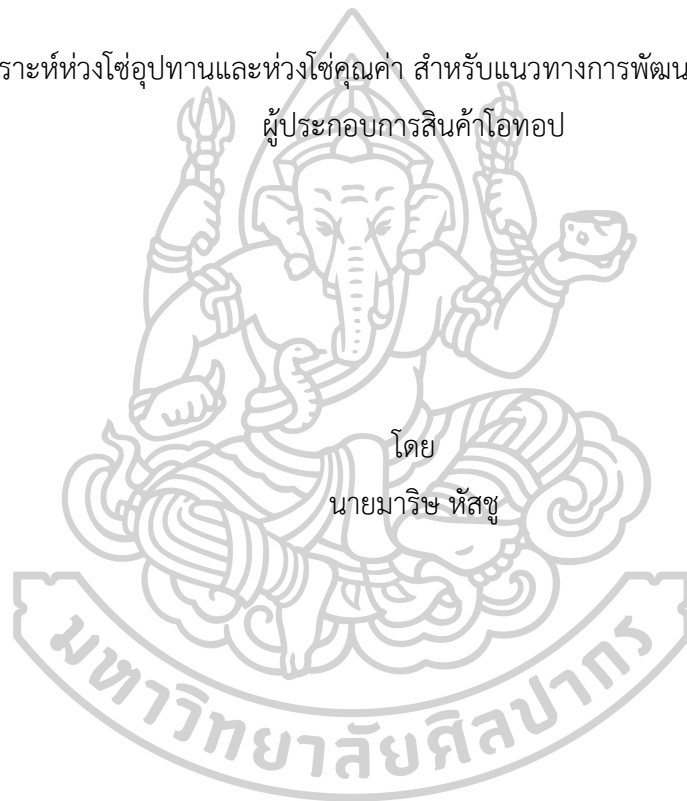 ราะห์ห่วงโซ่อุปทานและห่วงโซ่คุณค่า สำหรับแนวทางการพัฒน
ผู้ประกอบการสินค้าโอทอป
โดย
นายมาริษ หัสชู
มหาวิทยาลัยศิลปากร